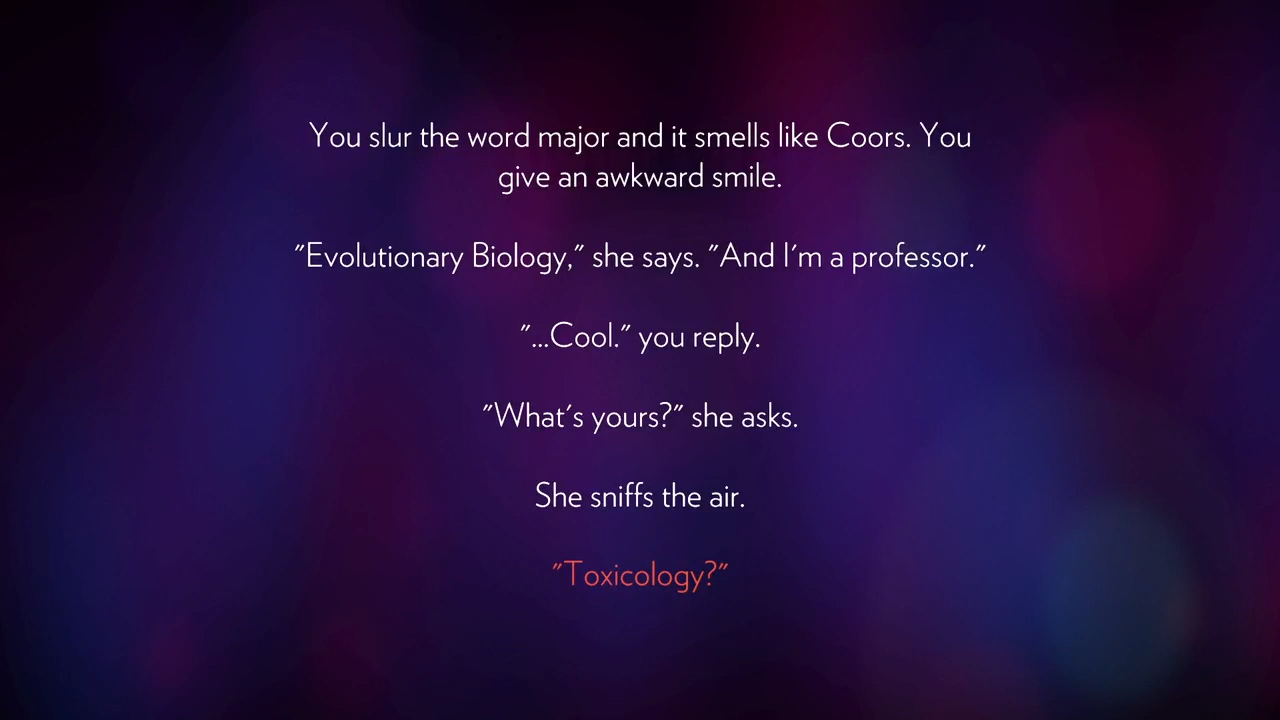 You slur the word major and it smells like Coors. You
give an awkward smile.
"Evolutionary Biology," she says. "And I'm a professor."
"...Cool." you reply.
"What's yours?" she asks.
She sniffs the air.
"Toxicology?"